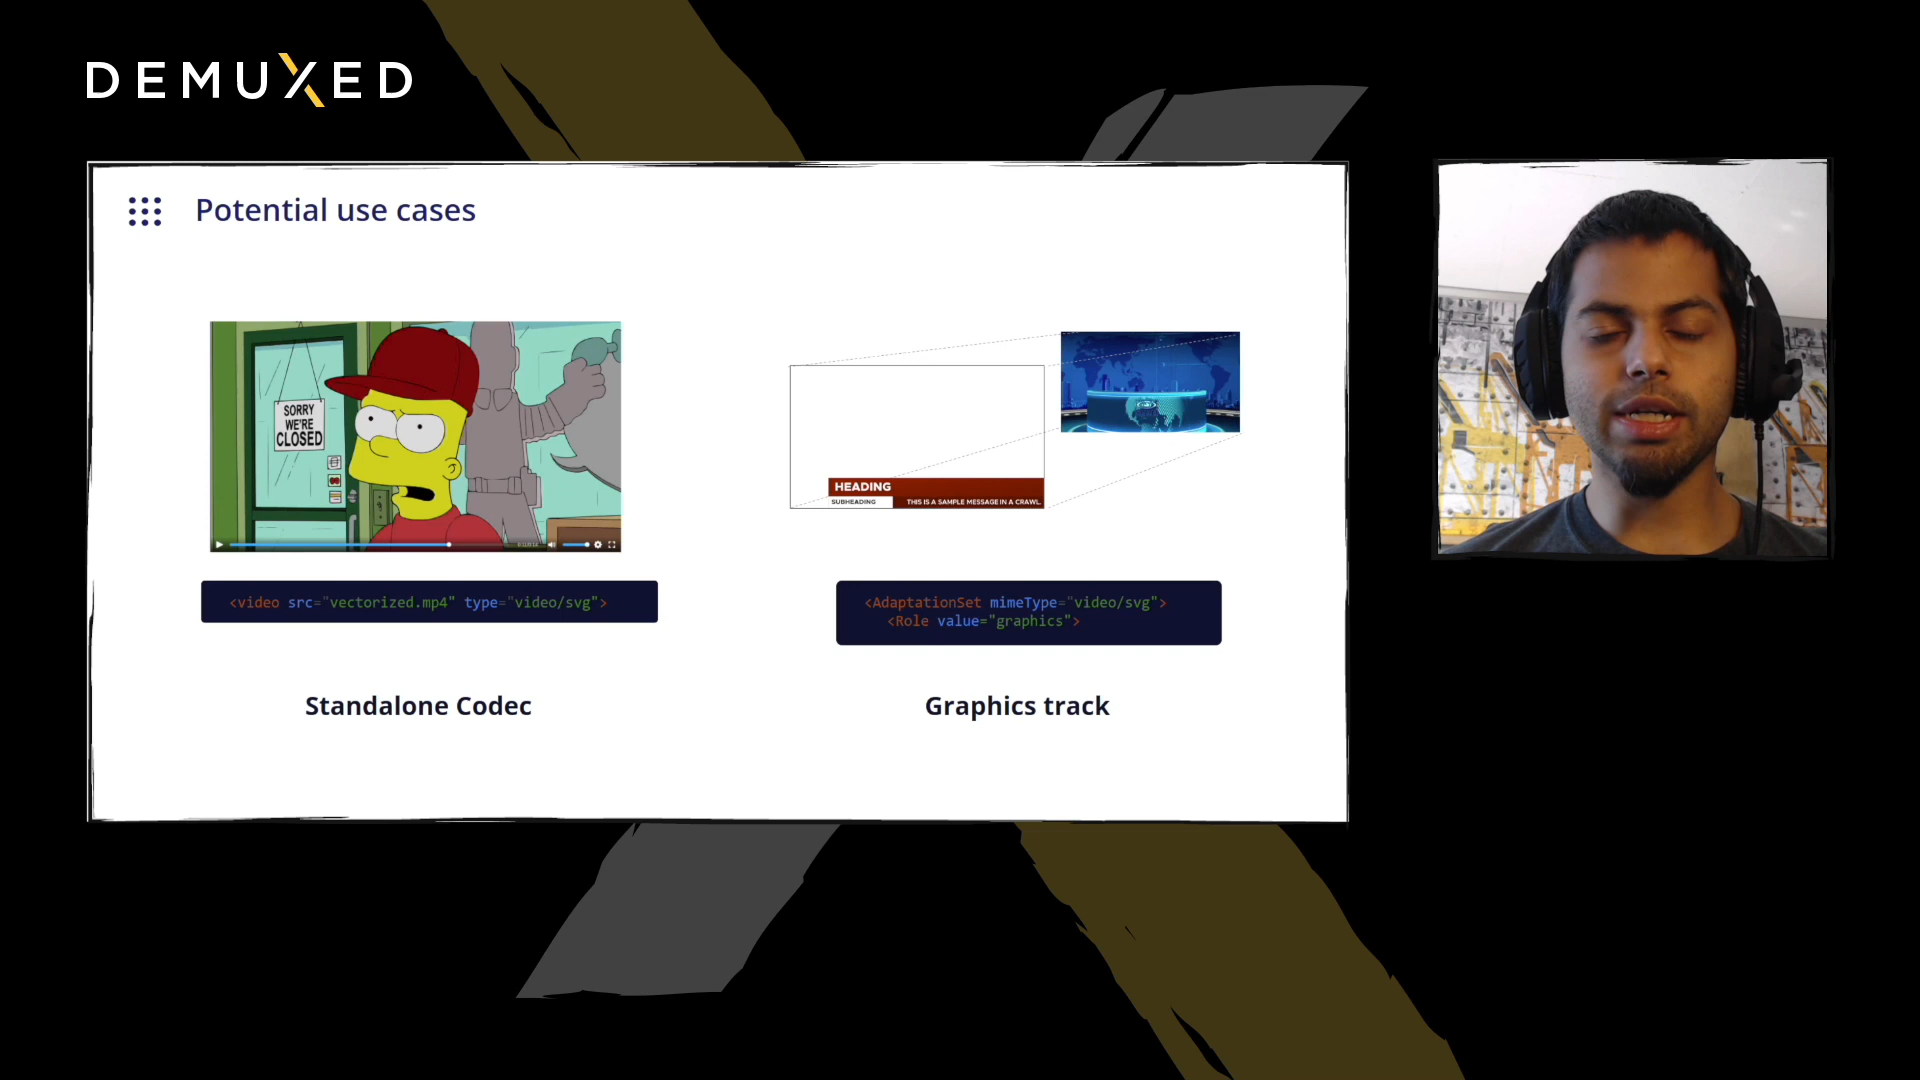 DEMUXED
Potential use cases
SORRY
WE'RE
CLOSED
HEADING
SUBHEADING
THIS IS A SAMPLE MESSAGE IN A CRAWL.
<video src="vectorized.mp4" type="video/svg">
<AdaptationSet mimeType="video/svg">
<Role value="graphics">
Standalone Codec
Graphics track